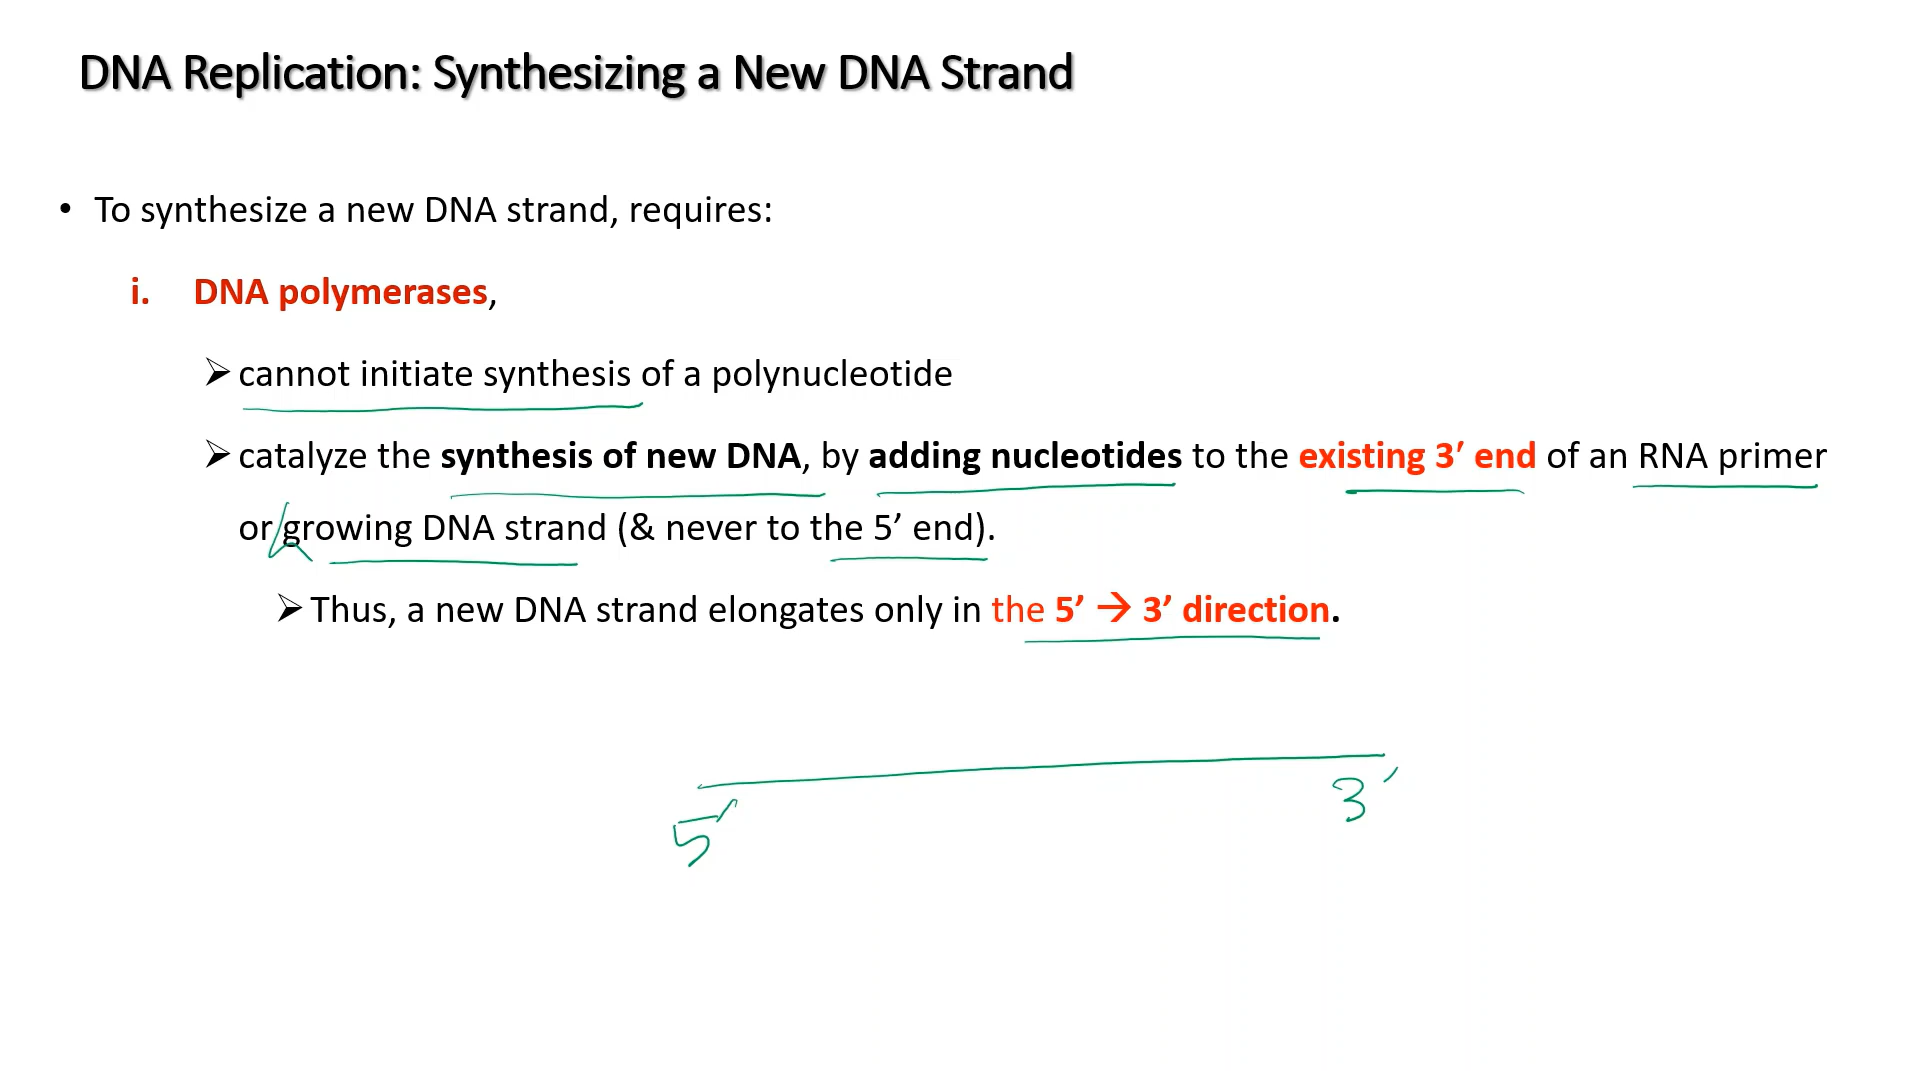 DNA Replication: Synthesizing a New DNA Strand
• To synthesize a new DNA strand, requires:
i. DNA polymerases,
➢ cannot initiate synthesis of a polynucleotide
➢ catalyze the synthesis of new DNA, by adding nucleotides to the existing 3′ end of an RNA primer
or growing DNA strand (& never to the 5′ end).
➢ Thus, a new DNA strand elongates only in the 5′ → 3′ direction.
5′ 3′